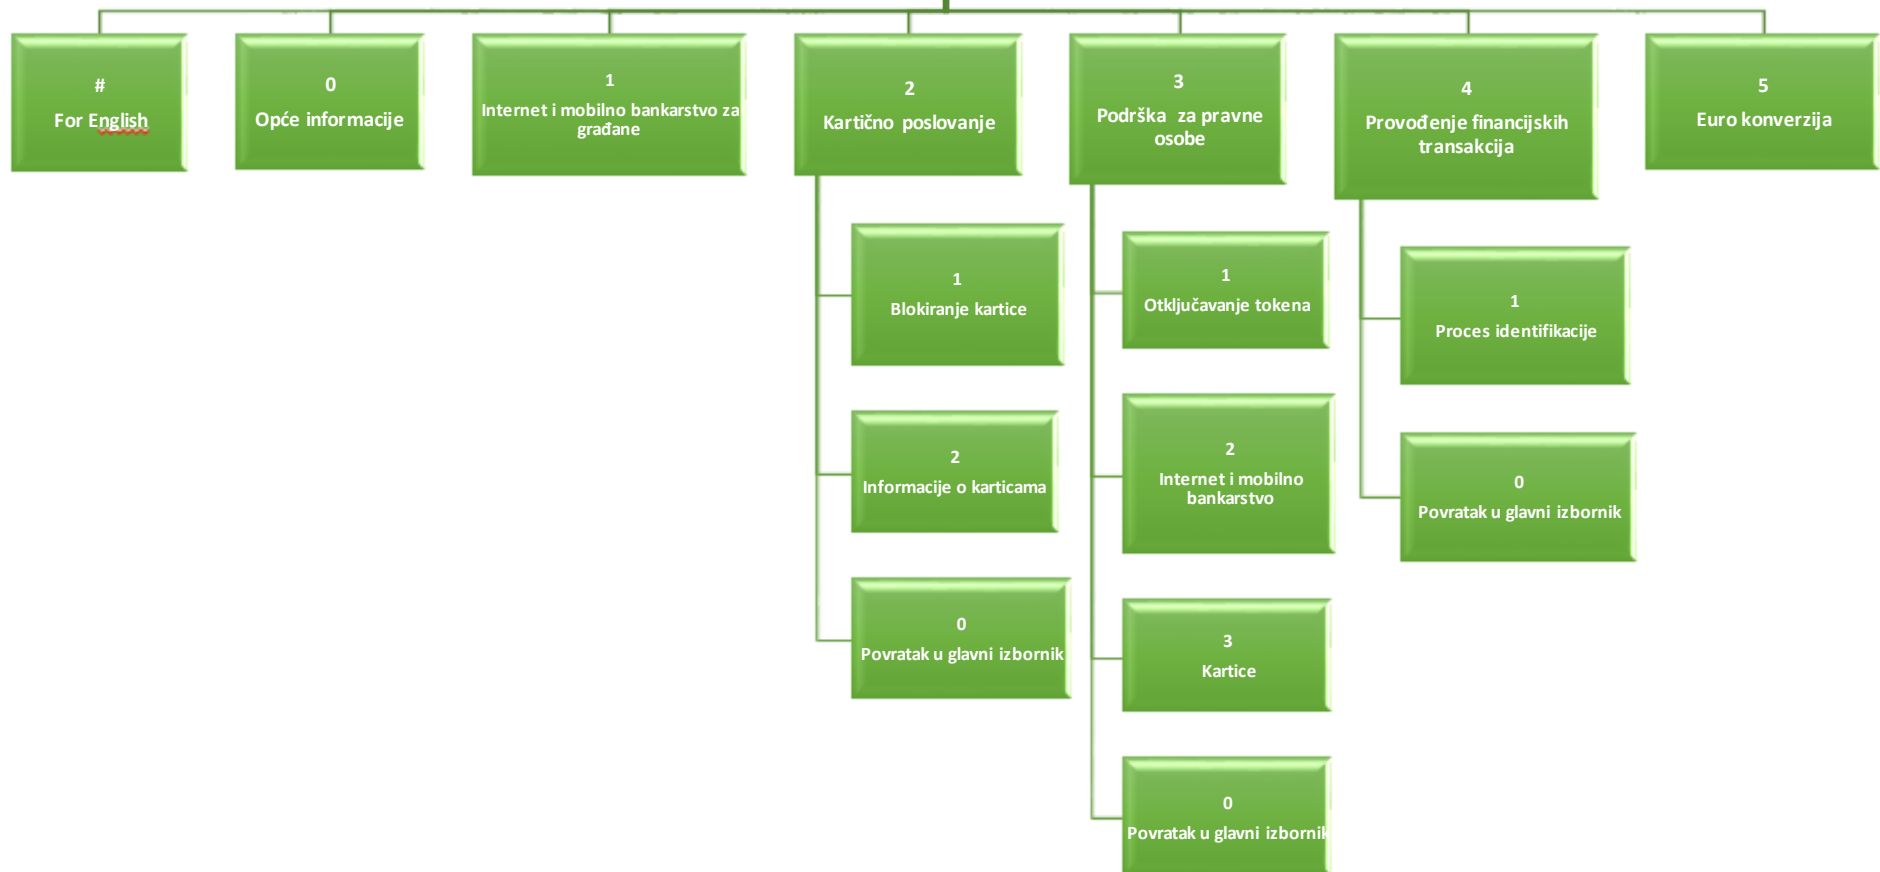 #
For English
0
Opće informacije
1
Internet i mobilno bankarstvo za
građane
2
Kartično poslovanje
3
Podrška za pravne
osobe
4
Provođenje financijskih
transakcija
5
Euro konverzija
1
Blokiranje kartice
2
Informacije o karticama
0
Povratak u glavni izbornik
1
Otključavanje tokena
2
Internet i mobilno
bankarstvo
3
Kartice
0
Povratak u glavni izbornik
1
Proces identifikacije
0
Povratak u glavni izbornik